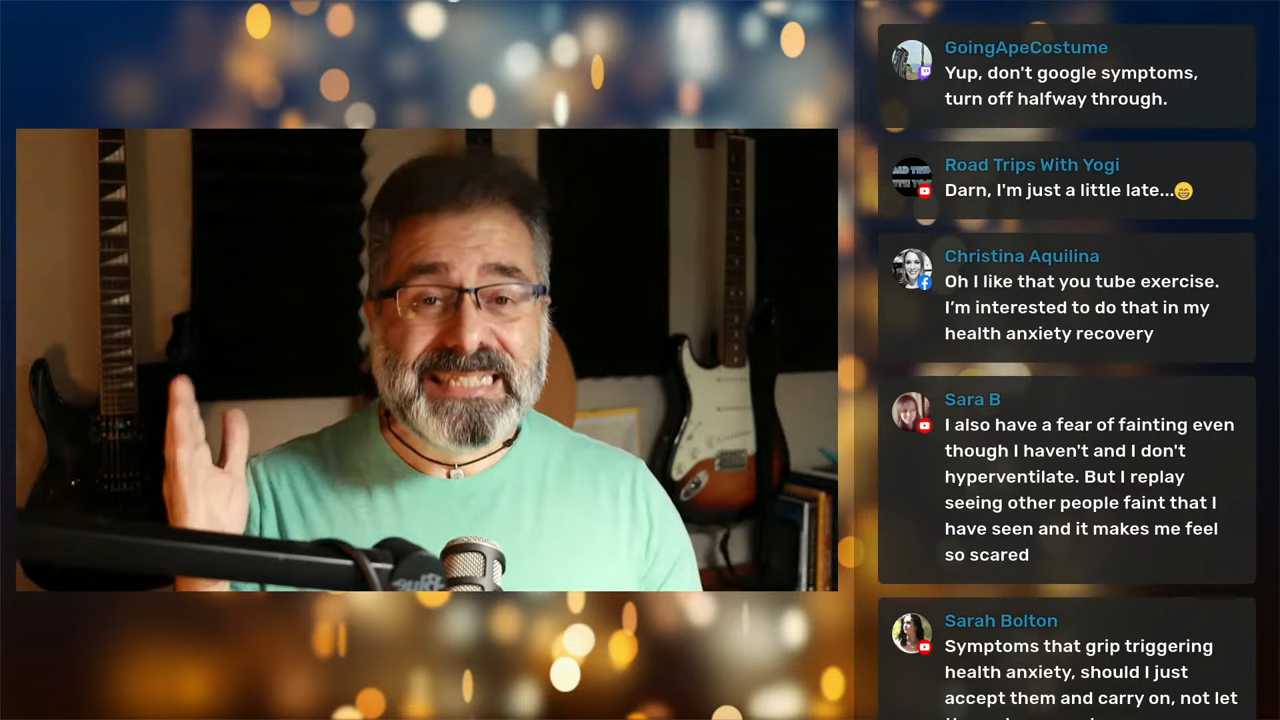 GoingApeCostume
Yup, don't google symptoms,
turn off halfway through.
Road Trips With Yogi
Darn, I'm just a little late...😁
Christina Aquilina
Oh I like that you tube exercise.
I'm interested to do that in my
health anxiety recovery
Sara B
I also have a fear of fainting even
though I haven't and I don't
hyperventilate. But I replay
seeing other people faint that I
have seen and it makes me feel
so scared
Sarah Bolton
Symptoms that grip triggering
health anxiety, should I just
accept them and carry on, not let